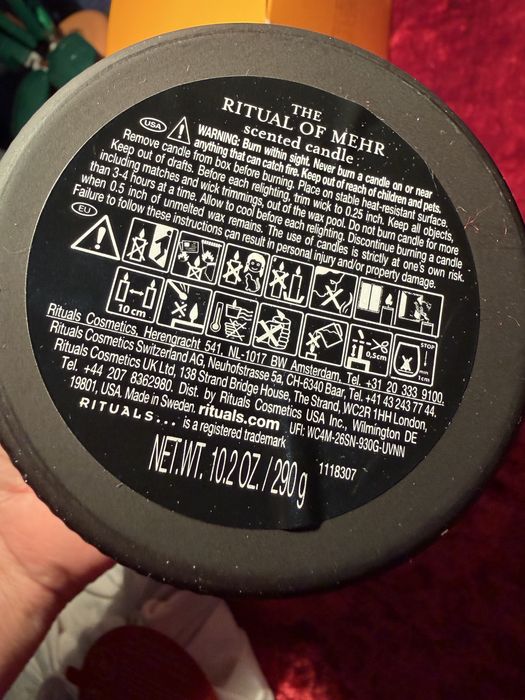 THE
RITUAL OF MEHR
scented candle
USA WARNING: Burn within sight. Never burn a candle on or near
anything that can catch fire. Keep out of reach of children and pets.
Remove candle from box before burning. Place on stable heat-resistant surface.
Keep out of drafts. Before each relighting, trim wick to 0.25 inch. Keep all objects,
including matches and wick trimmings, out of the wax pool. Do not burn candle for more
than 3-4 hours at a time. Allow to cool before each relighting. Discontinue burning a candle
when 0.5 inch of unmelted wax remains. The use of candles is strictly at one's own risk.
Failure to follow these instructions can result in personal injury and/or property damage.
EU
10 cm
0,5cm
STOP
1cm
Rituals Cosmetics, Herengracht 541, NL-1017 BW Amsterdam, Tel. +31 20 333 9100.
Rituals Cosmetics Switzerland AG, Neuhofstrasse 5a, CH-6340 Baar, Tel. +41 43 243 77 44.
Rituals Cosmetics UK Ltd, 138 Strand Bridge House, The Strand, WC2R 1HH London,
Tel. +44 207 8362980. Dist. by Rituals Cosmetics USA Inc., Wilmington DE
19801, USA. Made in Sweden. rituals.com UFI: WC4M-26SN-930G-UVNN
RITUALS... is a registered trademark
NET.WT. 10.2 OZ. / 290 g
1118307